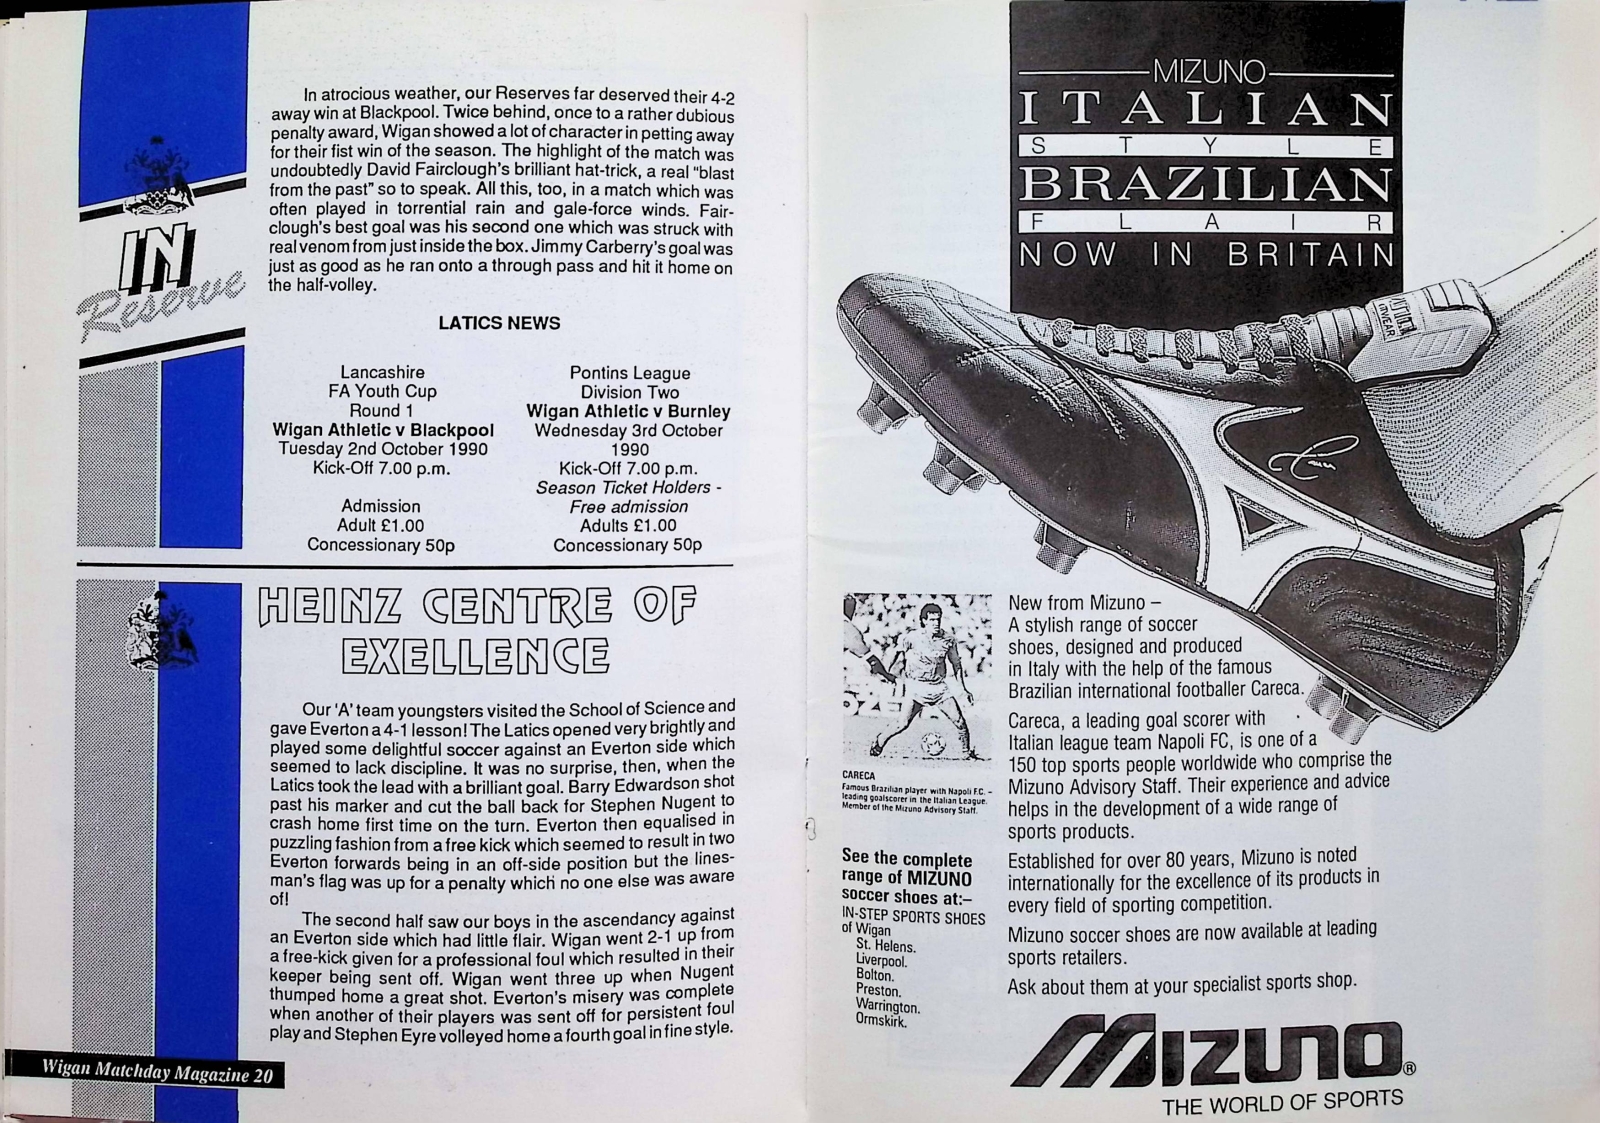 IN
Reserve
In atrocious weather, our Reserves far deserved their 4-2
away win at Blackpool. Twice behind, once to a rather dubious
penalty award, Wigan showed a lot of character in petting away
for their fist win of the season. The highlight of the match was
undoubtedly David Fairclough's brilliant hat-trick, a real "blast
from the past" so to speak. All this, too, in a match which was
often played in torrential rain and gale-force winds. Fair-
clough's best goal was his second one which was struck with
real venom from just inside the box. Jimmy Carberry's goal was
just as good as he ran onto a through pass and hit it home on
the half-volley.
LATICS NEWS
Lancashire
FA Youth Cup
Round 1
Wigan Athletic v Blackpool
Tuesday 2nd October 1990
Kick-Off 7.00 p.m.
Admission
Adult £1.00
Concessionary 50p
Pontins League
Division Two
Wigan Athletic v Burnley
Wednesday 3rd October
1990
Kick-Off 7.00 p.m.
Season Ticket Holders -
Free admission
Adults £1.00
Concessionary 50p
HEINZ CENTRE OF
EXELLENCE
Our 'A' team youngsters visited the School of Science and
gave Everton a 4-1 lesson! The Latics opened very brightly and
played some delightful soccer against an Everton side which
seemed to lack discipline. It was no surprise, then, when the
Latics took the lead with a brilliant goal. Barry Edwardson shot
past his marker and cut the ball back for Stephen Nugent to
crash home first time on the turn. Everton then equalised in
puzzling fashion from a free kick which seemed to result in two
Everton forwards being in an off-side position but the lines-
man's flag was up for a penalty which no one else was aware
of!
The second half saw our boys in the ascendancy against
an Everton side which had little flair. Wigan went 2-1 up from
a free-kick given for a professional foul which resulted in their
keeper being sent off. Wigan went three up when Nugent
thumped home a great shot. Everton's misery was complete
when another of their players was sent off for persistent foul
play and Stephen Eyre volleyed home a fourth goal in fine style.
Wigan Matchday Magazine 20
MIZUNO
ITALIAN
STYLE
BRAZILIAN
FLAIR
NOW IN BRITAIN
CARECA
Famous Brazilian player with Napoli F.C. –
leading goalscorer in the Italian League.
Member of the Mizuno Advisory Staff.
See the complete
range of MIZUNO
soccer shoes at:–
IN-STEP SPORTS SHOES
of Wigan
St. Helens.
Liverpool.
Bolton.
Preston.
Warrington.
Ormskirk.
New from Mizuno –
A stylish range of soccer
shoes, designed and produced
in Italy with the help of the famous
Brazilian international footballer Careca.
Careca, a leading goal scorer with
Italian league team Napoli FC, is one of a
150 top sports people worldwide who comprise the
Mizuno Advisory Staff. Their experience and advice
helps in the development of a wide range of
sports products.
Established for over 80 years, Mizuno is noted
internationally for the excellence of its products in
every field of sporting competition.
Mizuno soccer shoes are now available at leading
sports retailers.
Ask about them at your specialist sports shop.
MIZUNO®
THE WORLD OF SPORTS